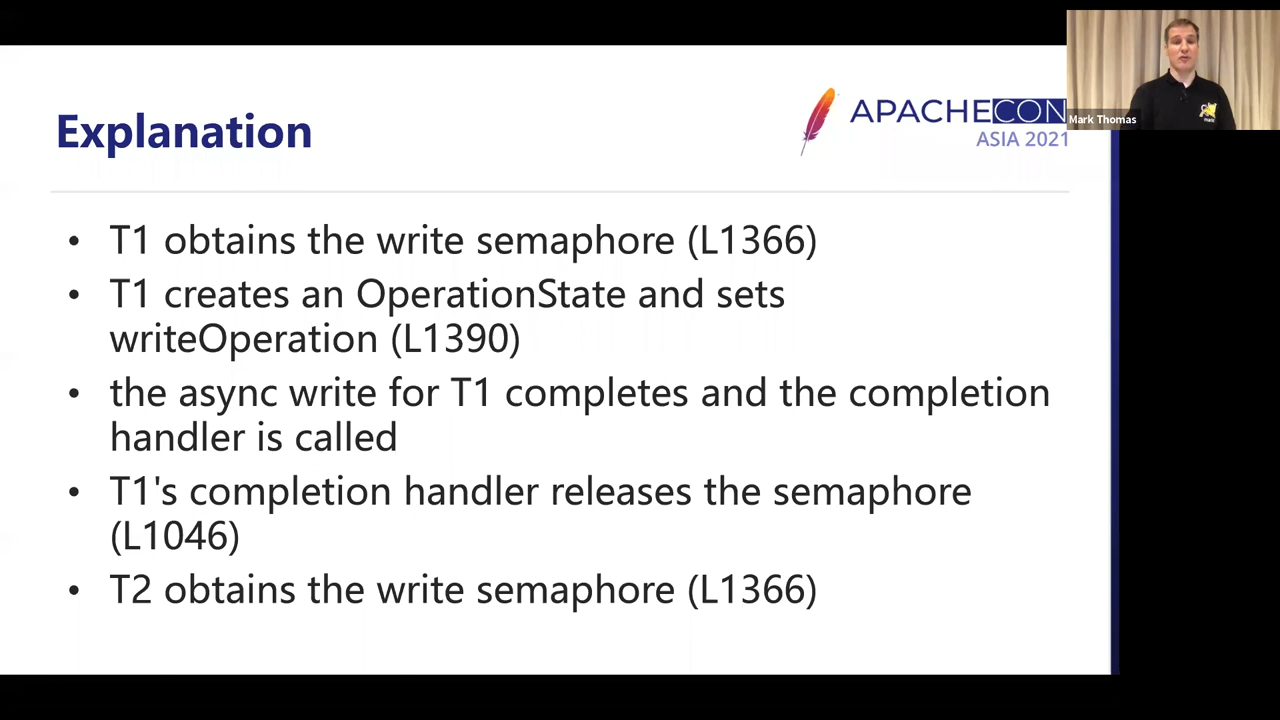 Explanation
APACHECON
ASIA 2021
Mark Thomas
• T1 obtains the write semaphore (L1366)
• T1 creates an OperationState and sets
writeOperation (L1390)
• the async write for T1 completes and the completion
handler is called
• T1's completion handler releases the semaphore
(L1046)
• T2 obtains the write semaphore (L1366)